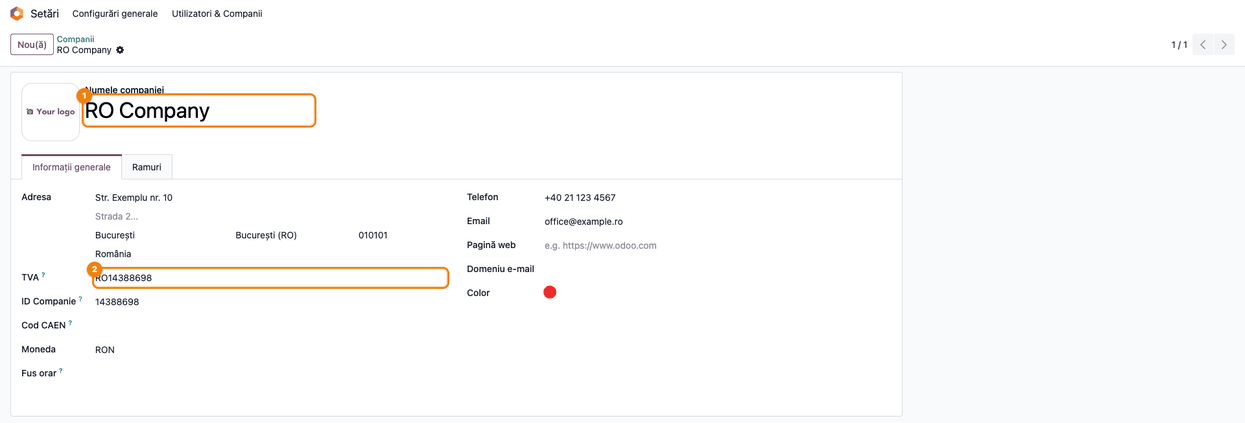 Setări Configurări generale Utilizatori & Companii
Nou(ă) Companii
RO Company
1 / 1
Your logo
Numele companiei
1
RO Company
Informații generale Ramuri
Adresa Str. Exemplu nr. 10 Telefon +40 21 123 4567
Strada 2...
Email office@example.ro
București București (RO) 010101
Pagină web e.g. https://www.odoo.com
România
2
Domeniu e-mail
TVA ? RO14388698
Color
ID Companie ? 14388698
Cod CAEN ?
Moneda RON
Fus orar ?